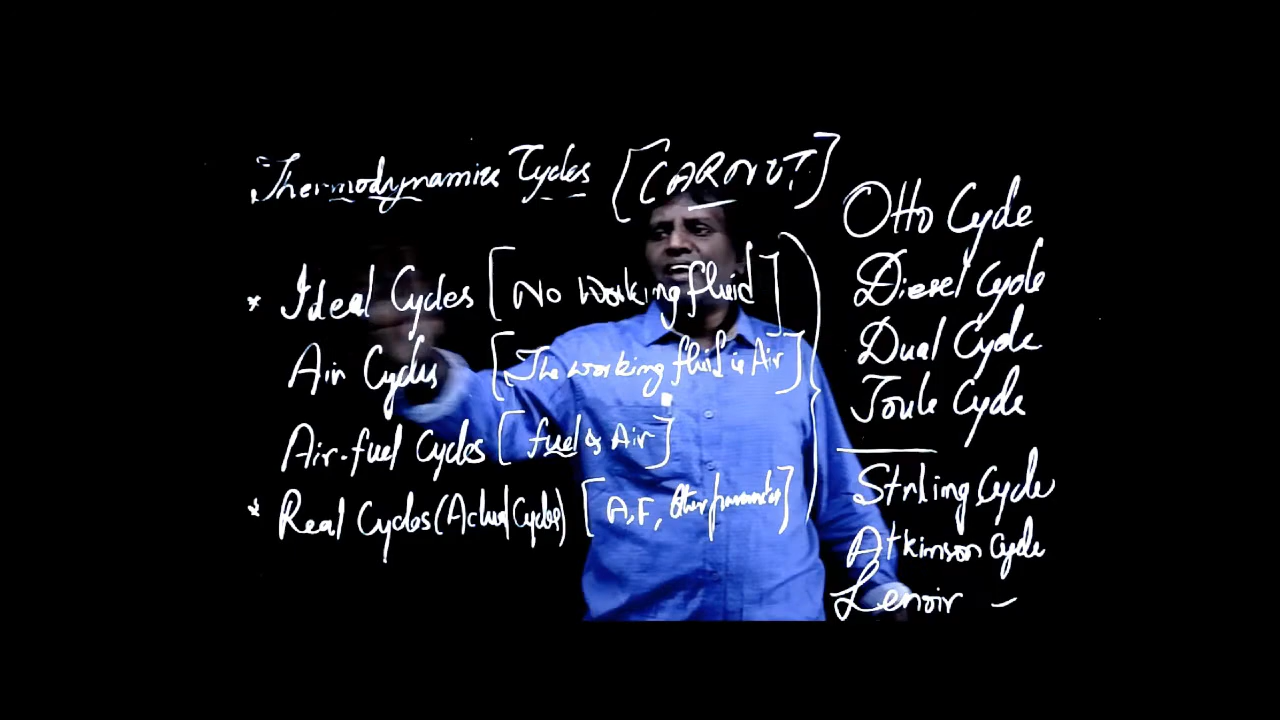 Thermodynamics Cycles [CARNOT]
* Ideal Cycles [No working fluid]
Air Cycles [The working fluid is Air]
Air-fuel Cycles [fuel & Air]
* Real Cycles (Actual Cycles) [A,F, Other parameters]
Otto Cycle
Diesel Cycle
Dual Cycle
Joule Cycle
Strling Cycle
Atkinson Cycle
Lenoir -